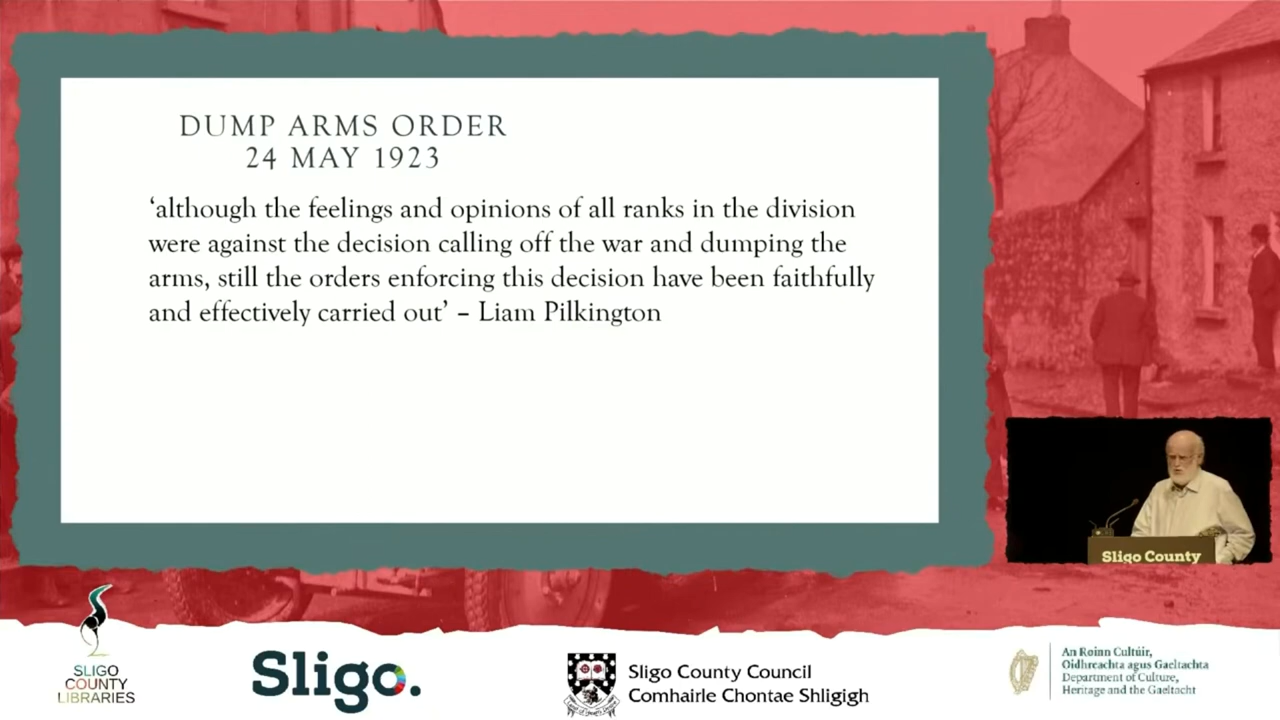 DUMP ARMS ORDER
24 MAY 1923
‘although the feelings and opinions of all ranks in the division
were against the decision calling off the war and dumping the
arms, still the orders enforcing this decision have been faithfully
and effectively carried out’ – Liam Pilkington
Sligo County
SLIGO
COUNTY
LIBRARIES
Sligo.
Sligo County Council
Comhairle Chontae Shligigh
An Roinn Cultúir,
Oidhreachta agus Gaeltachta
Department of Culture,
Heritage and the Gaeltacht